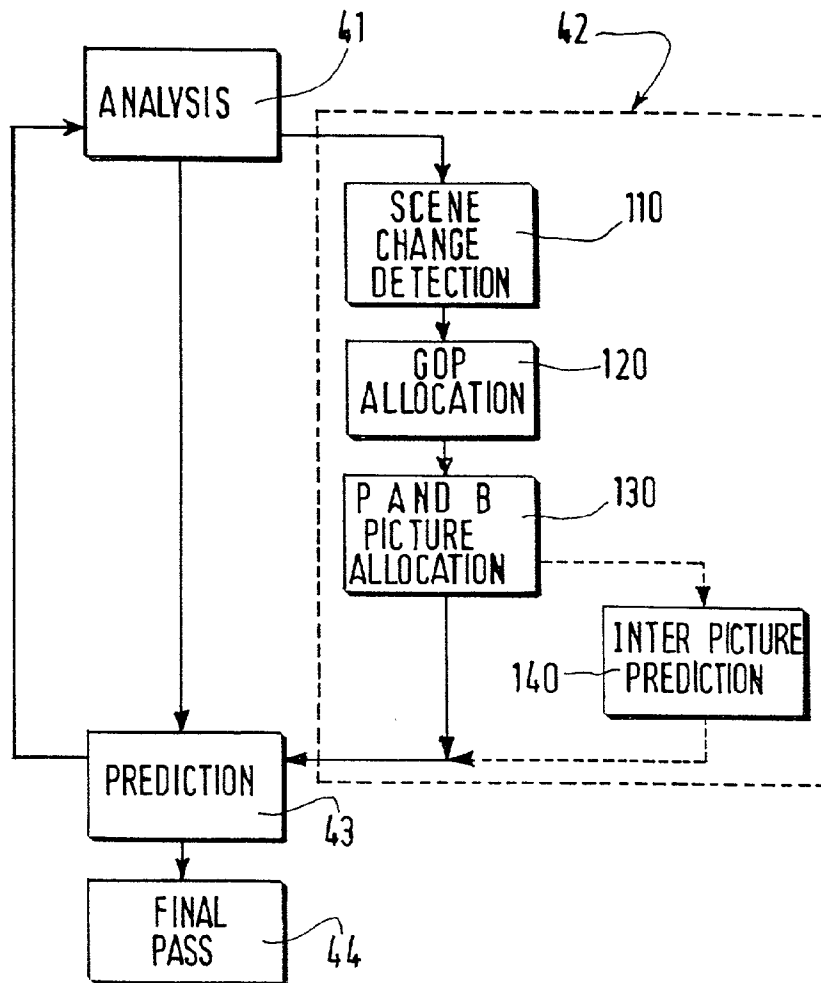 41
42
ANALYSIS
SCENE
CHANGE
DETECTION
110
GOP
ALLOCATION
120
P AND B
PICTURE
ALLOCATION
130
INTER PICTURE
PREDICTION
140
PREDICTION
43
FINAL
PASS
44